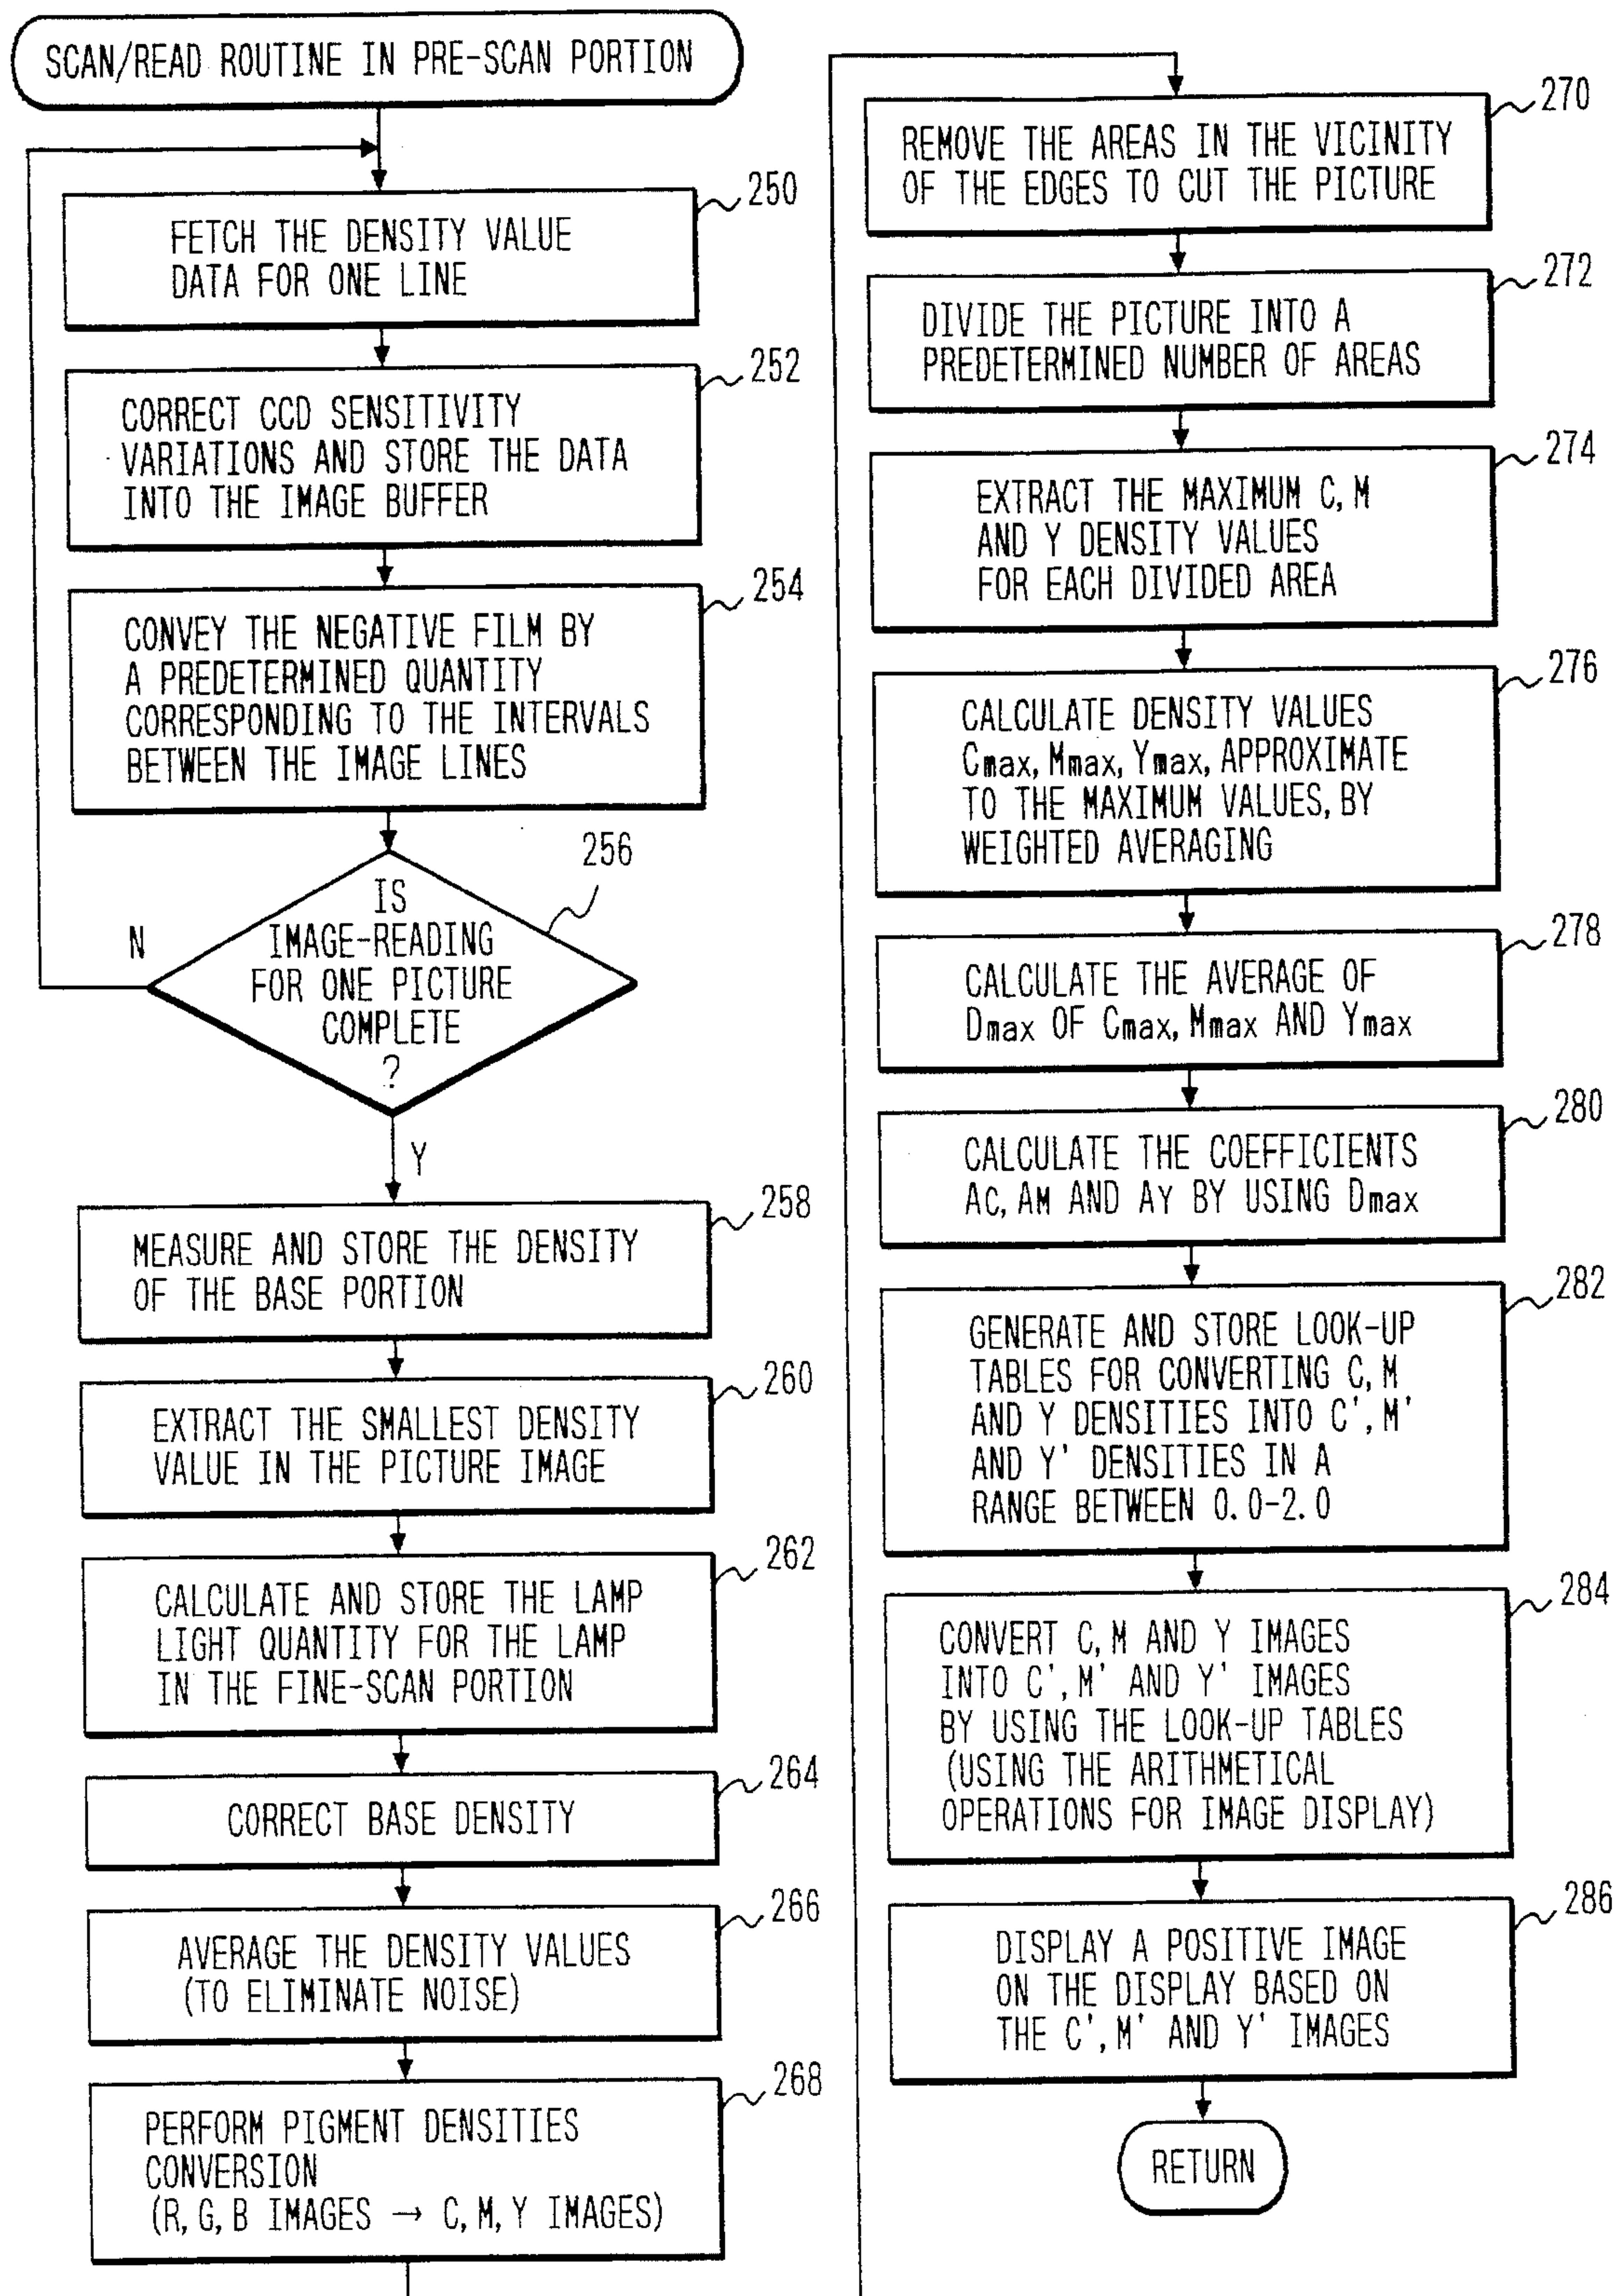 SCAN/READ ROUTINE IN PRE-SCAN PORTION
250
FETCH THE DENSITY VALUE
DATA FOR ONE LINE
252
CORRECT CCD SENSITIVITY
VARIATIONS AND STORE THE DATA
INTO THE IMAGE BUFFER
254
CONVEY THE NEGATIVE FILM BY
A PREDETERMINED QUANTITY
CORRESPONDING TO THE INTERVALS
BETWEEN THE IMAGE LINES
256
IS
IMAGE-READING
FOR ONE PICTURE
COMPLETE
?
N
Y
258
MEASURE AND STORE THE DENSITY
OF THE BASE PORTION
260
EXTRACT THE SMALLEST DENSITY
VALUE IN THE PICTURE IMAGE
262
CALCULATE AND STORE THE LAMP
LIGHT QUANTITY FOR THE LAMP
IN THE FINE-SCAN PORTION
264
CORRECT BASE DENSITY
266
AVERAGE THE DENSITY VALUES
(TO ELIMINATE NOISE)
268
PERFORM PIGMENT DENSITIES
CONVERSION
(R, G, B IMAGES → C, M, Y IMAGES)
270
REMOVE THE AREAS IN THE VICINITY
OF THE EDGES TO CUT THE PICTURE
272
DIVIDE THE PICTURE INTO A
PREDETERMINED NUMBER OF AREAS
274
EXTRACT THE MAXIMUM C, M
AND Y DENSITY VALUES
FOR EACH DIVIDED AREA
276
CALCULATE DENSITY VALUES
Cmax, Mmax, Ymax, APPROXIMATE
TO THE MAXIMUM VALUES, BY
WEIGHTED AVERAGING
278
CALCULATE THE AVERAGE OF
Dmax OF Cmax, Mmax AND Ymax
280
CALCULATE THE COEFFICIENTS
AC, AM AND AY BY USING Dmax
282
GENERATE AND STORE LOOK-UP
TABLES FOR CONVERTING C, M
AND Y DENSITIES INTO C', M'
AND Y' DENSITIES IN A
RANGE BETWEEN 0.0-2.0
284
CONVERT C, M AND Y IMAGES
INTO C', M' AND Y' IMAGES
BY USING THE LOOK-UP TABLES
(USING THE ARITHMETICAL
OPERATIONS FOR IMAGE DISPLAY)
286
DISPLAY A POSITIVE IMAGE
ON THE DISPLAY BASED ON
THE C', M' AND Y' IMAGES
RETURN